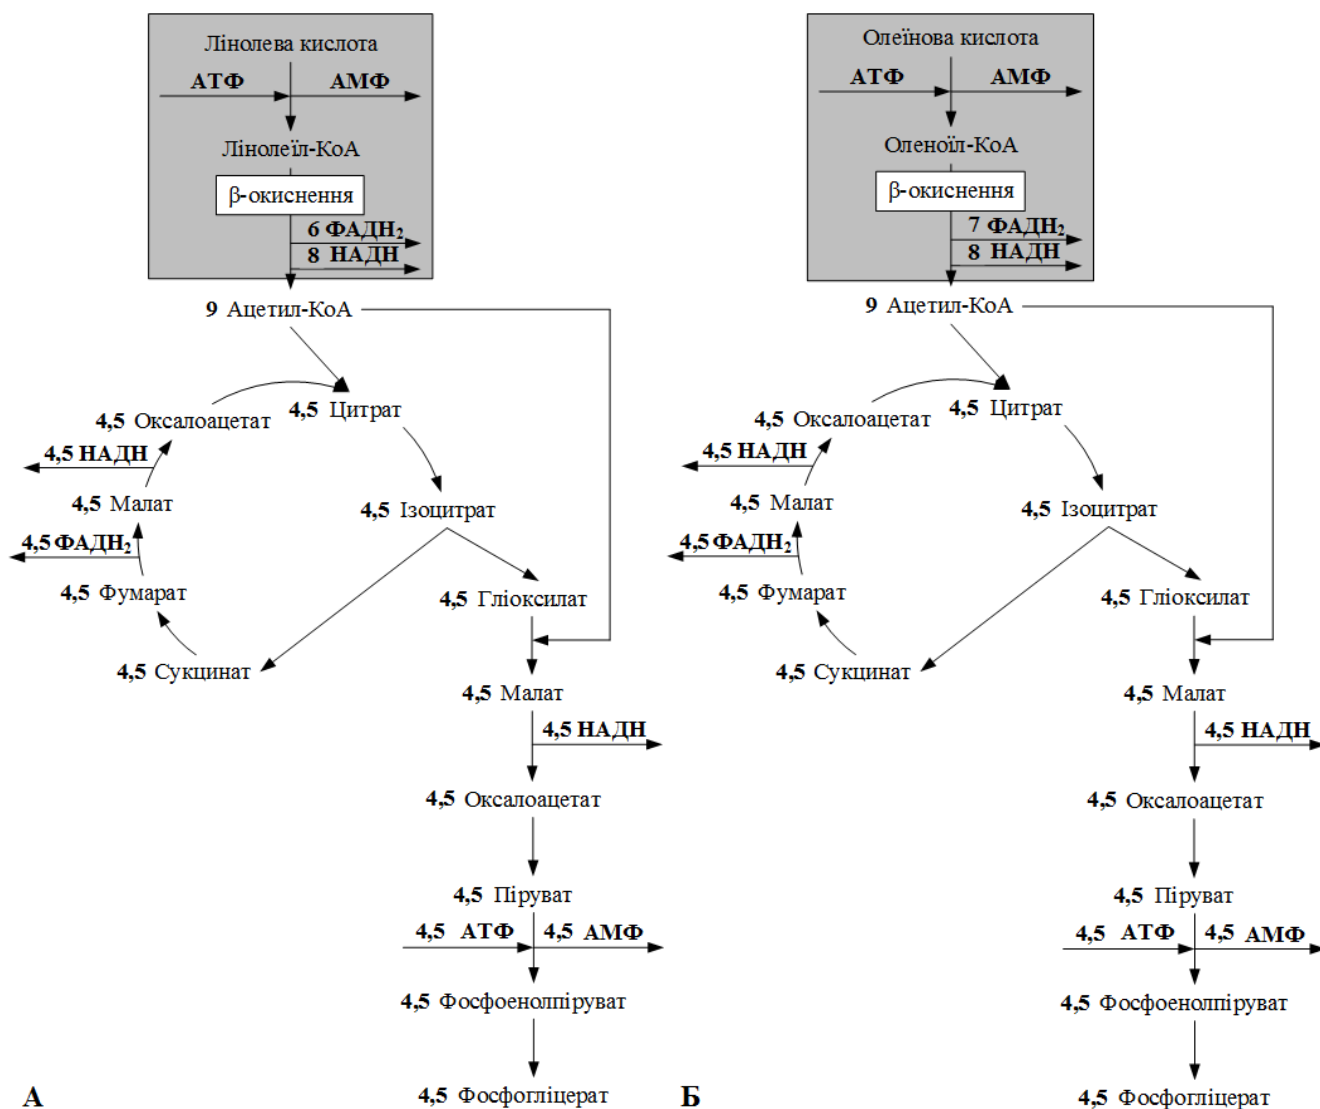 Лінолева кислота
АТФ АМФ
Лінолеїл-КоА
β-окиснення
6 ФАДН₂
8 НАДН
9 Ацетил-КоА
4,5 Оксалоацетат
4,5 Цитрат
4,5 НАДН
4,5 Малат
4,5 Ізоцитрат
4,5 ФАДН₂
4,5 Фумарат
4,5 Гліоксилат
4,5 Сукцинат
4,5 Малат
4,5 НАДН
4,5 Оксалоацетат
4,5 Піруват
4,5 АТФ 4,5 АМФ
4,5 Фосфоенолпіруват
4,5 Фосфогліцерат
А
Олеїнова кислота
АТФ АМФ
Оленоїл-КоА
β-окиснення
7 ФАДН₂
8 НАДН
9 Ацетил-КоА
4,5 Оксалоацетат
4,5 Цитрат
4,5 НАДН
4,5 Малат
4,5 Ізоцитрат
4,5 ФАДН₂
4,5 Фумарат
4,5 Гліоксилат
4,5 Сукцинат
4,5 Малат
4,5 НАДН
4,5 Оксалоацетат
4,5 Піруват
4,5 АТФ 4,5 АМФ
4,5 Фосфоенолпіруват
4,5 Фосфогліцерат
Б